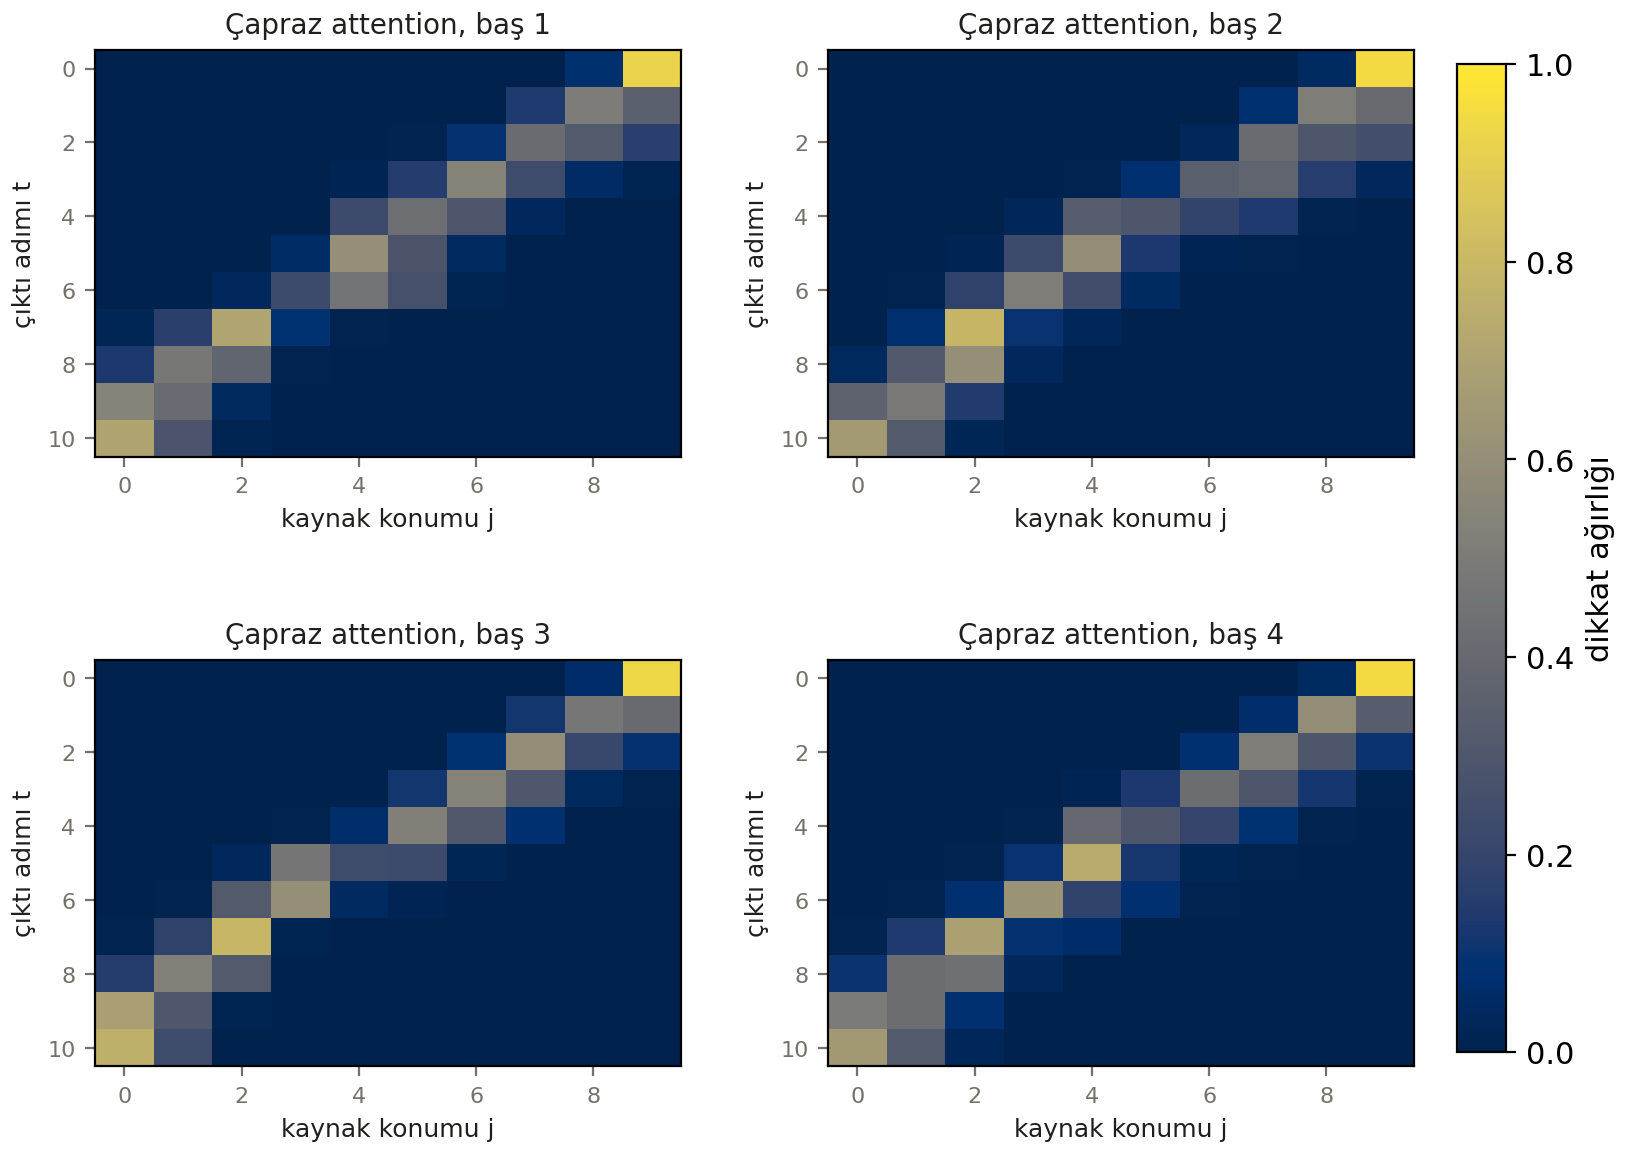 Çapraz attention, baş 1
çıktı adımı t
0
2
4
6
8
10
0 2 4 6 8
kaynak konumu j
Çapraz attention, baş 2
çıktı adımı t
0
2
4
6
8
10
0 2 4 6 8
kaynak konumu j
Çapraz attention, baş 3
çıktı adımı t
0
2
4
6
8
10
0 2 4 6 8
kaynak konumu j
Çapraz attention, baş 4
çıktı adımı t
0
2
4
6
8
10
0 2 4 6 8
kaynak konumu j
1.0
0.8
0.6
0.4
0.2
0.0
dikkat ağırlığı